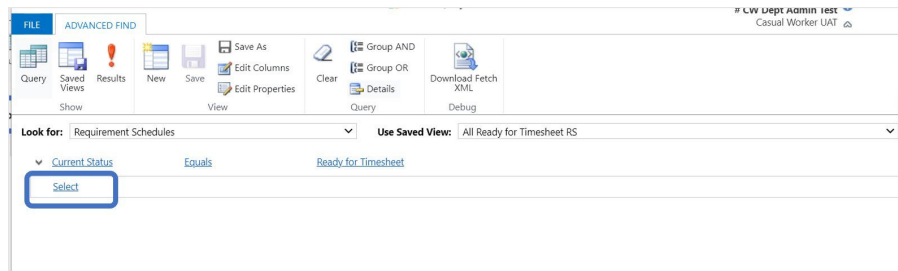 # CW Dept Admin Test
Casual Worker UAT
FILE
ADVANCED FIND
Query
Saved Views
Results
Show
New
Save
Save As
Edit Columns
Edit Properties
View
Clear
Group AND
Group OR
Details
Query
Download Fetch XML
Debug
Look for: Requirement Schedules
Use Saved View: All Ready for Timesheet RS
Current Status Equals Ready for Timesheet
Select